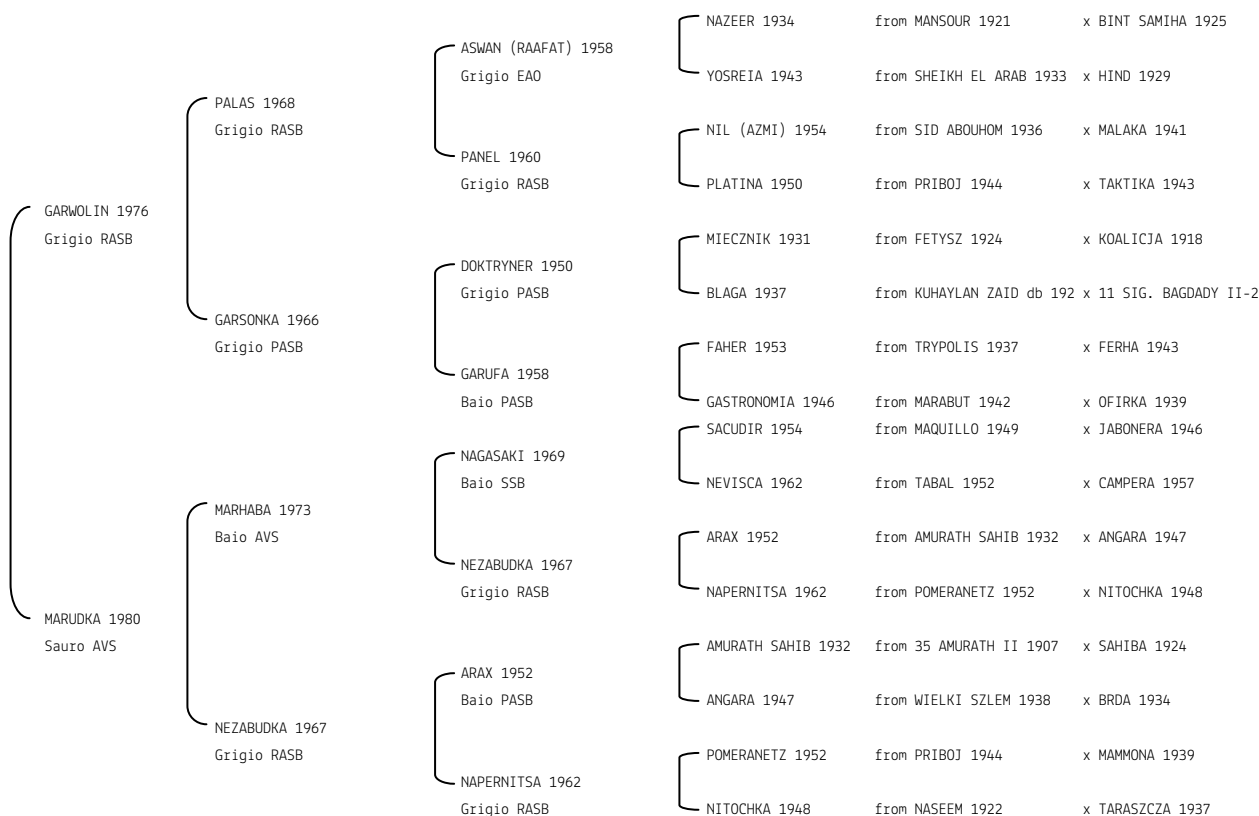 NAZEER 1934 from MANSOUR 1921 x BINT SAMIHA 1925
ASWAN (RAAFAT) 1958
Grigio EAO YOSREIA 1943 from SHEIKH EL ARAB 1933 x HIND 1929
PALAS 1968
Grigio RASB NIL (AZMI) 1954 from SID ABOUHOM 1936 x MALAKA 1941
PANEL 1960
Grigio RASB PLATINA 1950 from PRIBOJ 1944 x TAKTIKA 1943
GARWOLIN 1976
Grigio RASB MIECZNIK 1931 from FETYSZ 1924 x KOALICJA 1918
DOKTRYNER 1950
Grigio PASB BLAGA 1937 from KUHAYLAN ZAID db 192 x 11 SIG. BAGDADY II-2
GARSONKA 1966
Grigio PASB FAHER 1953 from TRYPOLIS 1937 x FERHA 1943
GARUFA 1958
Baio PASB GASTRONOMIA 1946 from MARABUT 1942 x OFIRKA 1939
SACUDIR 1954 from MAQUILLO 1949 x JABONERA 1946
NAGASAKI 1969
Baio SSB NEVISCA 1962 from TABAL 1952 x CAMPERA 1957
MARHABA 1973
Baio AVS ARAX 1952 from AMURATH SAHIB 1932 x ANGARA 1947
NEZABUDKA 1967
Grigio RASB NAPERNITSA 1962 from POMERANETZ 1952 x NITOCHKA 1948
MARUDKA 1980
Sauro AVS AMURATH SAHIB 1932 from 35 AMURATH II 1907 x SAHIBA 1924
ARAX 1952
Baio PASB ANGARA 1947 from WIELKI SZLEM 1938 x BRDA 1934
NEZABUDKA 1967
Grigio RASB POMERANETZ 1952 from PRIBOJ 1944 x MAMMONA 1939
NAPERNITSA 1962
Grigio RASB NITOCHKA 1948 from NASEEM 1922 x TARASZCZA 1937